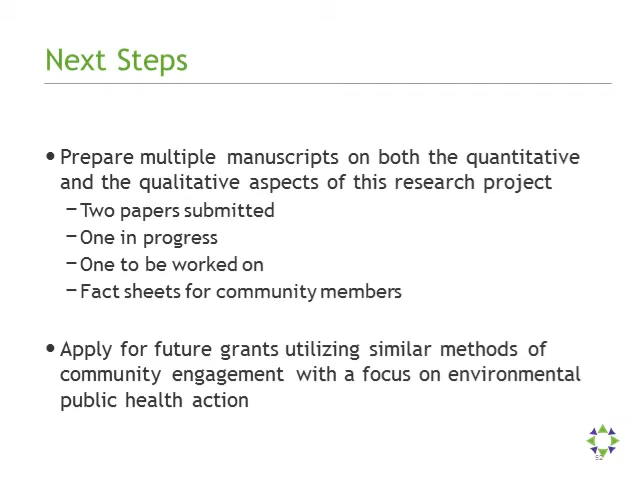 Next Steps
• Prepare multiple manuscripts on both the quantitative
and the qualitative aspects of this research project
– Two papers submitted
– One in progress
– One to be worked on
– Fact sheets for community members
• Apply for future grants utilizing similar methods of
community engagement with a focus on environmental
public health action